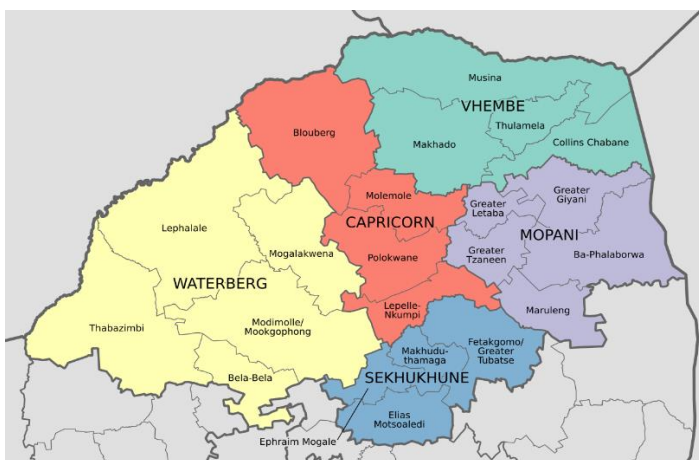 Musina
VHEMBE
Thulamela
Makhado
Collins Chabane
Blouberg
Molemole
CAPRICORN
Polokwane
Lepelle-
Nkumpi
Greater
Letaba
Greater
Giyani
MOPANI
Greater
Tzaneen
Ba-Phalaborwa
Maruleng
Lephalale
Mogalakwena
WATERBERG
Thabazimbi
Modimolle/
Mookgophong
Bela-Bela
Fetakgomo/
Greater
Tubatse
Makhudu-
thamaga
SEKHUKHUNE
Elias
Motsoaledi
Ephraim Mogale